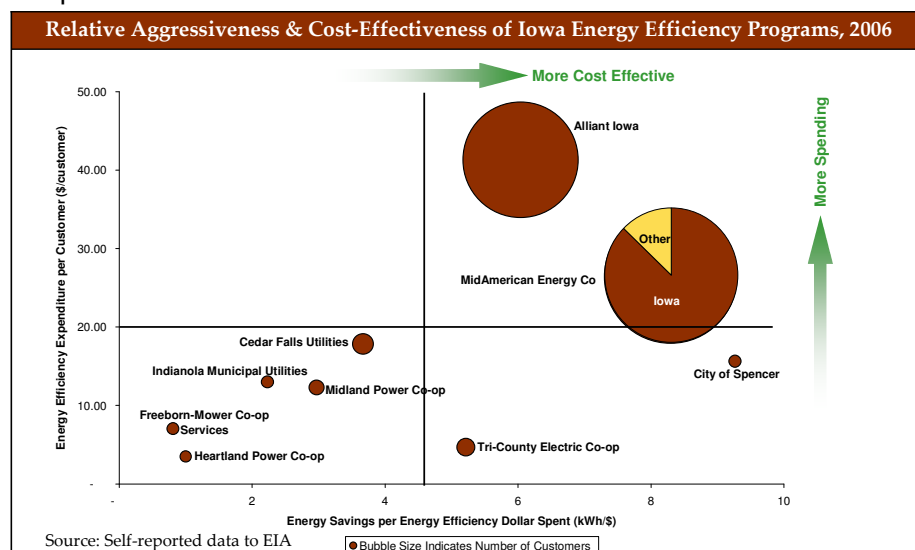 Relative Aggressiveness & Cost-Effectiveness of Iowa Energy Efficiency Programs, 2006
More Cost Effective
More Spending
Energy Efficiency Expenditure per Customer ($/customer)
50.00
40.00
30.00
20.00
10.00
-
Alliant Iowa
Other
MidAmerican Energy Co
Iowa
Cedar Falls Utilities
City of Spencer
Indianola Municipal Utilities
Midland Power Co-op
Freeborn-Mower Co-op
Services
Tri-County Electric Co-op
Heartland Power Co-op
-
2
4
6
8
10
Energy Savings per Energy Efficiency Dollar Spent (kWh/$)
Source: Self-reported data to EIA
Bubble Size Indicates Number of Customers